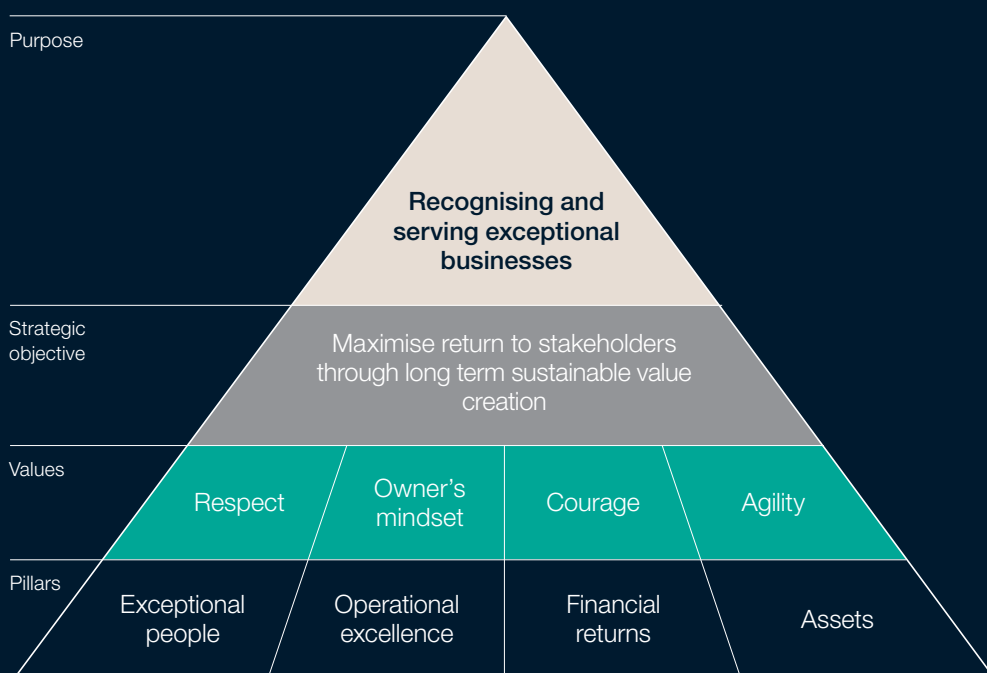 Purpose
Recognising and
serving exceptional
businesses
Strategic
objective
Maximise return to stakeholders
through long term sustainable value
creation
Values
Respect
Owner’s
mindset
Courage
Agility
Pillars
Exceptional
people
Operational
excellence
Financial
returns
Assets